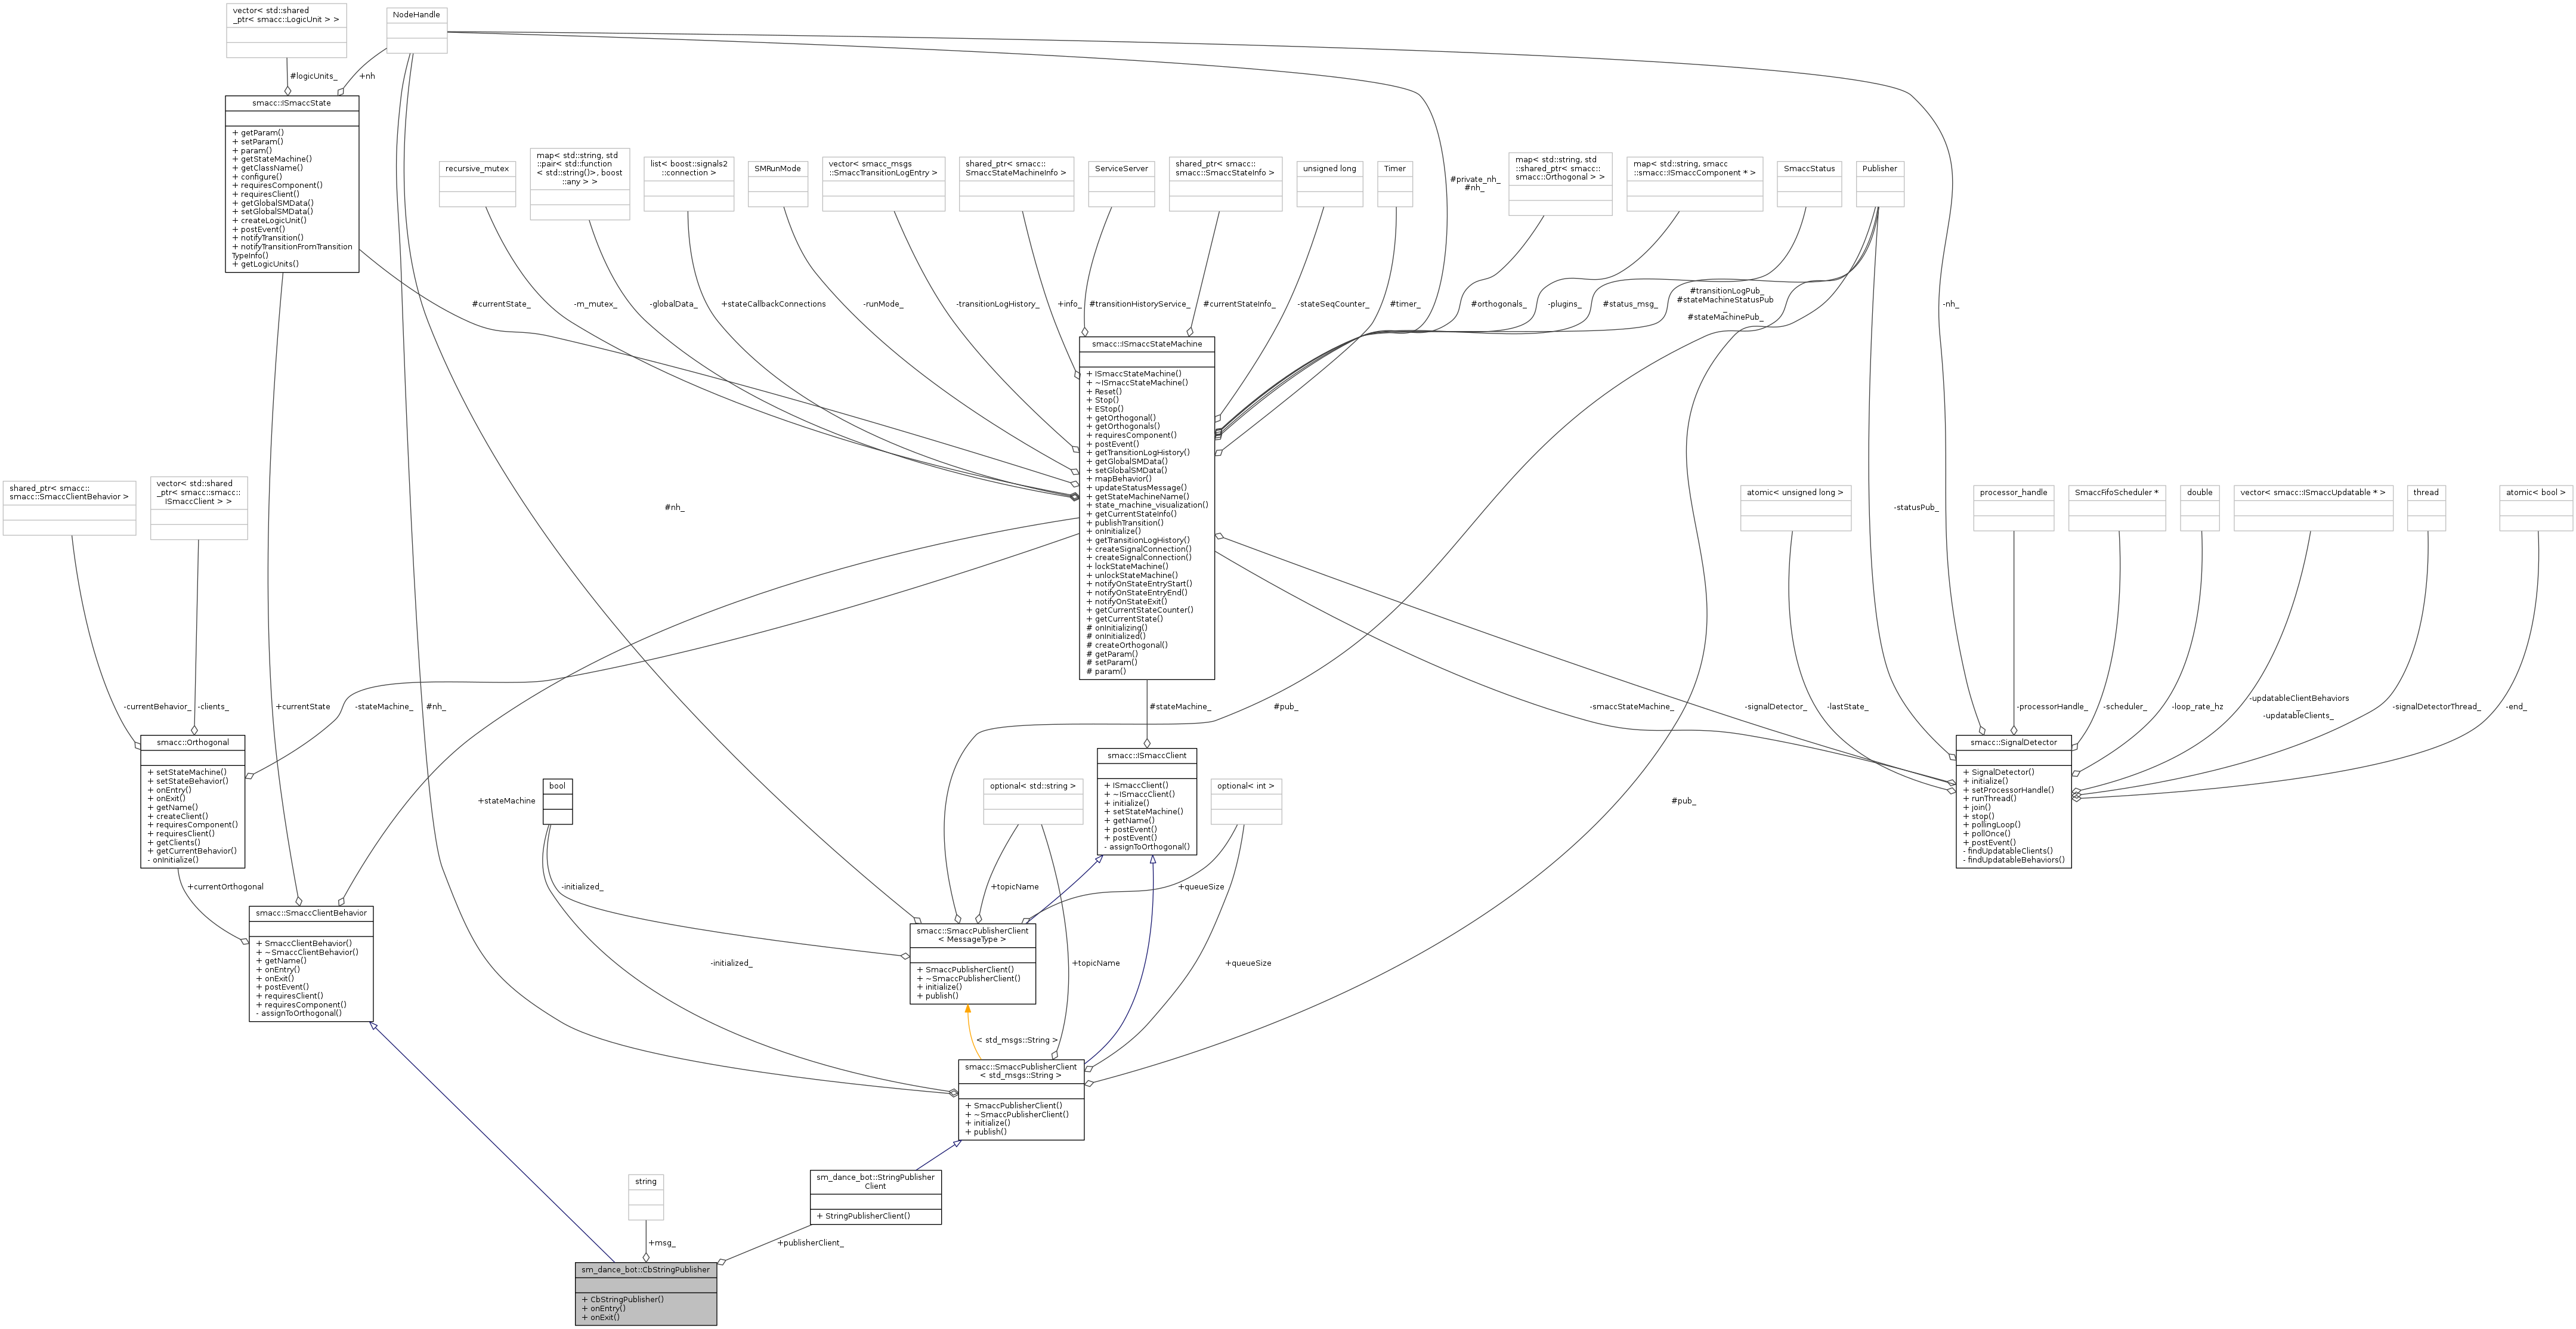 vector< std::shared
_ptr< smacc::LogicUnit > >
NodeHandle
#logicUnits_
+nh
smacc::ISmaccState
+ getParam()
+ setParam()
+ param()
+ getStateMachine()
+ getClassName()
+ configure()
+ requiresComponent()
+ requiresClient()
+ getGlobalSMData()
+ setGlobalSMData()
+ createLogicUnit()
+ postEvent()
+ notifyTransition()
+ notifyTransitionFromTransition
TypeInfo()
+ getLogicUnits()
recursive_mutex
map< std::string, std
::pair< std::function
< std::string()>, boost
::any > >
list< boost::signals2
::connection >
SMRunMode
vector< smacc_msgs
::SmaccTransitionLogEntry >
shared_ptr< smacc::
SmaccStateMachineInfo >
ServiceServer
shared_ptr< smacc::
smacc::SmaccStateInfo >
unsigned long
Timer
#private_nh_
#nh_
map< std::string, std
::shared_ptr< smacc::
smacc::Orthogonal > >
map< std::string, smacc
::smacc::ISmaccComponent * >
SmaccStatus
Publisher
#currentState_
-m_mutex_
-globalData_
+stateCallbackConnections
-runMode_
-transitionLogHistory_
+info_
#transitionHistoryService_
#currentStateInfo_
-stateSeqCounter_
#timer_
#orthogonals_
-plugins_
#status_msg_
#transitionLogPub_
#stateMachineStatusPub
_
#stateMachinePub_
-nh_
smacc::ISmaccStateMachine
+ ISmaccStateMachine()
+ ~ISmaccStateMachine()
+ Reset()
+ Stop()
+ EStop()
+ getOrthogonal()
+ getOrthogonals()
+ requiresComponent()
+ postEvent()
+ getTransitionLogHistory()
+ getGlobalSMData()
+ setGlobalSMData()
+ mapBehavior()
+ updateStatusMessage()
+ getStateMachineName()
+ state_machine_visualization()
+ getCurrentStateInfo()
+ publishTransition()
+ onInitialize()
+ getTransitionLogHistory()
+ createSignalConnection()
+ createSignalConnection()
+ lockStateMachine()
+ unlockStateMachine()
+ notifyOnStateEntryStart()
+ notifyOnStateEntryEnd()
+ notifyOnStateExit()
+ getCurrentStateCounter()
+ getCurrentState()
# onInitializing()
# onInitialized()
# createOrthogonal()
# getParam()
# setParam()
# param()
shared_ptr< smacc::
smacc::SmaccClientBehavior >
vector< std::shared
_ptr< smacc::smacc::
ISmaccClient > >
#nh_
atomic< unsigned long >
-statusPub_
processor_handle
SmaccFifoScheduler *
double
vector< smacc::ISmaccUpdatable * >
thread
atomic< bool >
-currentBehavior_
-clients_
+currentState
-stateMachine_
#nh_
#stateMachine_
#pub_
-smaccStateMachine_
-signalDetector_
-lastState_
-processorHandle_
-scheduler_
-loop_rate_hz
-updatableClientBehaviors
_
-updatableClients_
-signalDetectorThread_
-end_
smacc::Orthogonal
+ setStateMachine()
+ setStateBehavior()
+ onEntry()
+ onExit()
+ getName()
+ createClient()
+ requiresComponent()
+ requiresClient()
+ getClients()
+ getCurrentBehavior()
- onInitialize()
+stateMachine
bool
optional< std::string >
smacc::ISmaccClient
+ ISmaccClient()
+ ~ISmaccClient()
+ initialize()
+ setStateMachine()
+ getName()
+ postEvent()
+ postEvent()
- assignToOrthogonal()
optional< int >
#pub_
smacc::SignalDetector
+ SignalDetector()
+ initialize()
+ setProcessorHandle()
+ runThread()
+ join()
+ stop()
+ pollingLoop()
+ pollOnce()
+ postEvent()
- findUpdatableClients()
- findUpdatableBehaviors()
+currentOrthogonal
-initialized_
+topicName
+queueSize
smacc::SmaccClientBehavior
+ SmaccClientBehavior()
+ ~SmaccClientBehavior()
+ getName()
+ onEntry()
+ onExit()
+ postEvent()
+ requiresClient()
+ requiresComponent()
- assignToOrthogonal()
smacc::SmaccPublisherClient
< MessageType >
+ SmaccPublisherClient()
+ ~SmaccPublisherClient()
+ initialize()
+ publish()
-initialized_
+topicName
+queueSize
< std_msgs::String >
smacc::SmaccPublisherClient
< std_msgs::String >
+ SmaccPublisherClient()
+ ~SmaccPublisherClient()
+ initialize()
+ publish()
string
sm_dance_bot::StringPublisher
Client
+ StringPublisherClient()
+msg_
+publisherClient_
sm_dance_bot::CbStringPublisher
+ CbStringPublisher()
+ onEntry()
+ onExit()